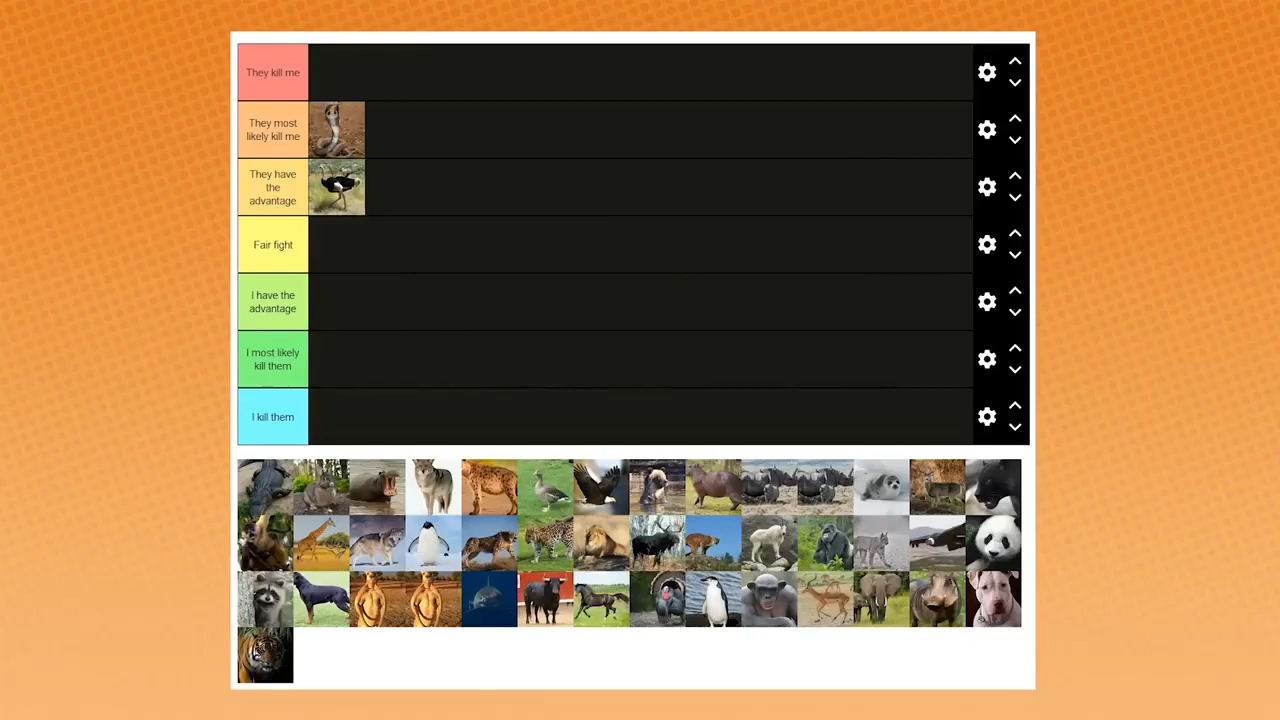 They kill me
They most
likely kill me
They have
the
advantage
Fair fight
I have the
advantage
I most likely
kill them
I kill them